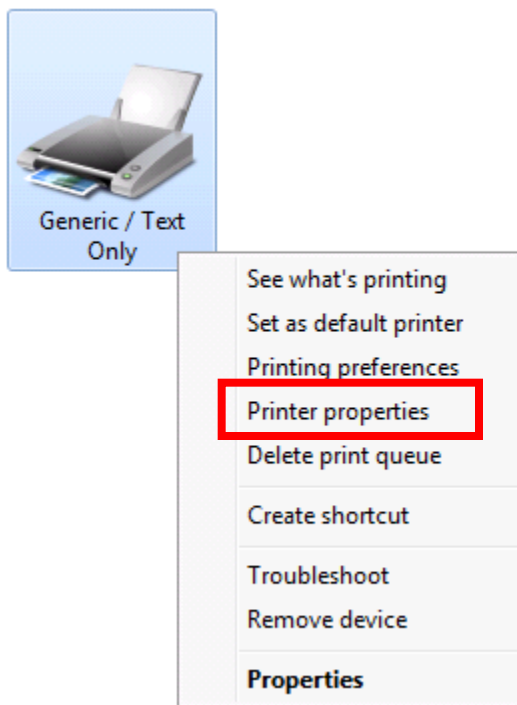 Generic / Text
Only
See what's printing
Set as default printer
Printing preferences
Printer properties
Delete print queue
Create shortcut
Troubleshoot
Remove device
Properties